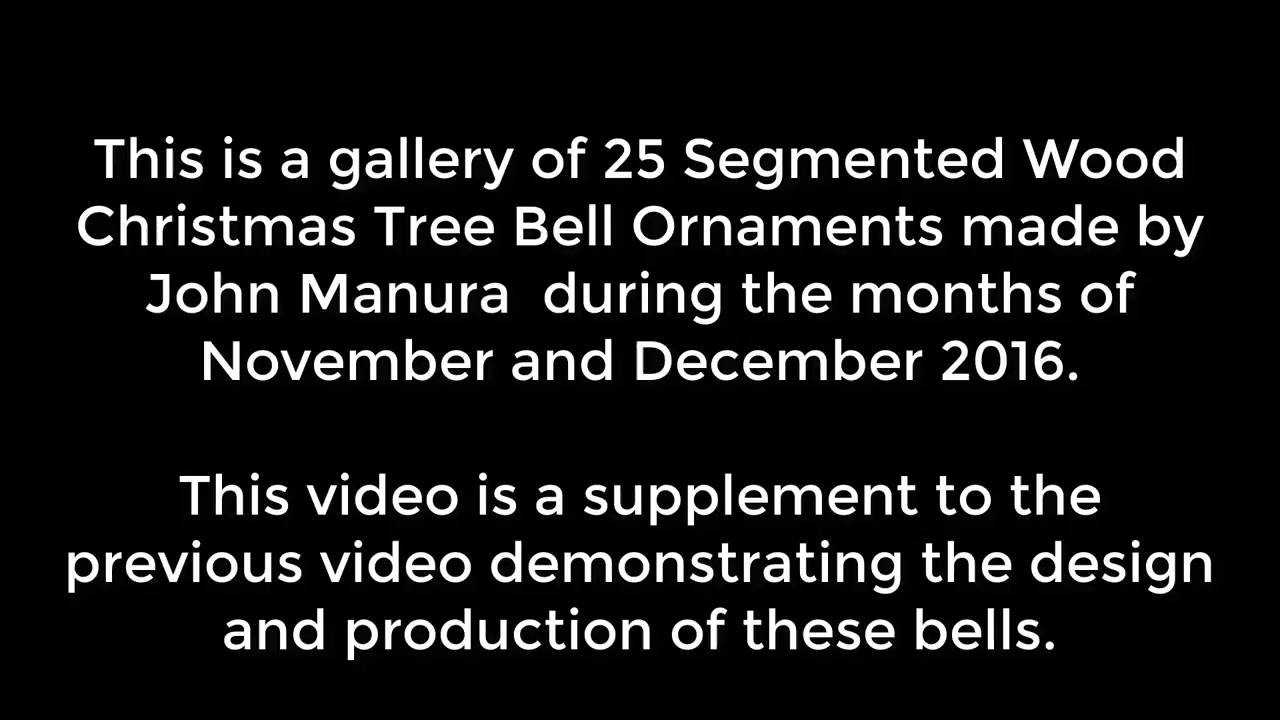 This is a gallery of 25 Segmented Wood
Christmas Tree Bell Ornaments made by
John Manura  during the months of
November and December 2016.
This video is a supplement to the
previous video demonstrating the design
and production of these bells.